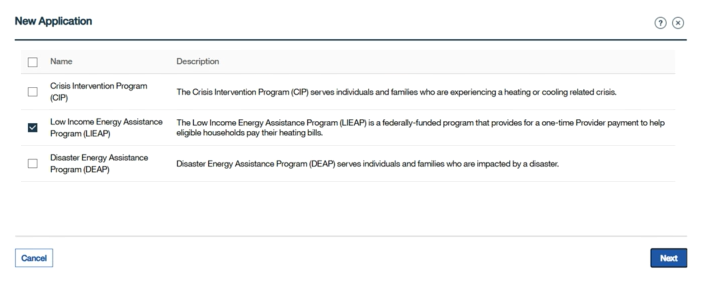 New Application
?
Name Description
Crisis Intervention Program
(CIP)
The Crisis Intervention Program (CIP) serves individuals and families who are experiencing a heating or cooling related crisis.
Low Income Energy Assistance
Program (LIEAP)
The Low Income Energy Assistance Program (LIEAP) is a federally-funded program that provides for a one-time Provider payment to help
eligible households pay their heating bills.
Disaster Energy Assistance
Program (DEAP)
Disaster Energy Assistance Program (DEAP) serves individuals and families who are impacted by a disaster.
Cancel Next